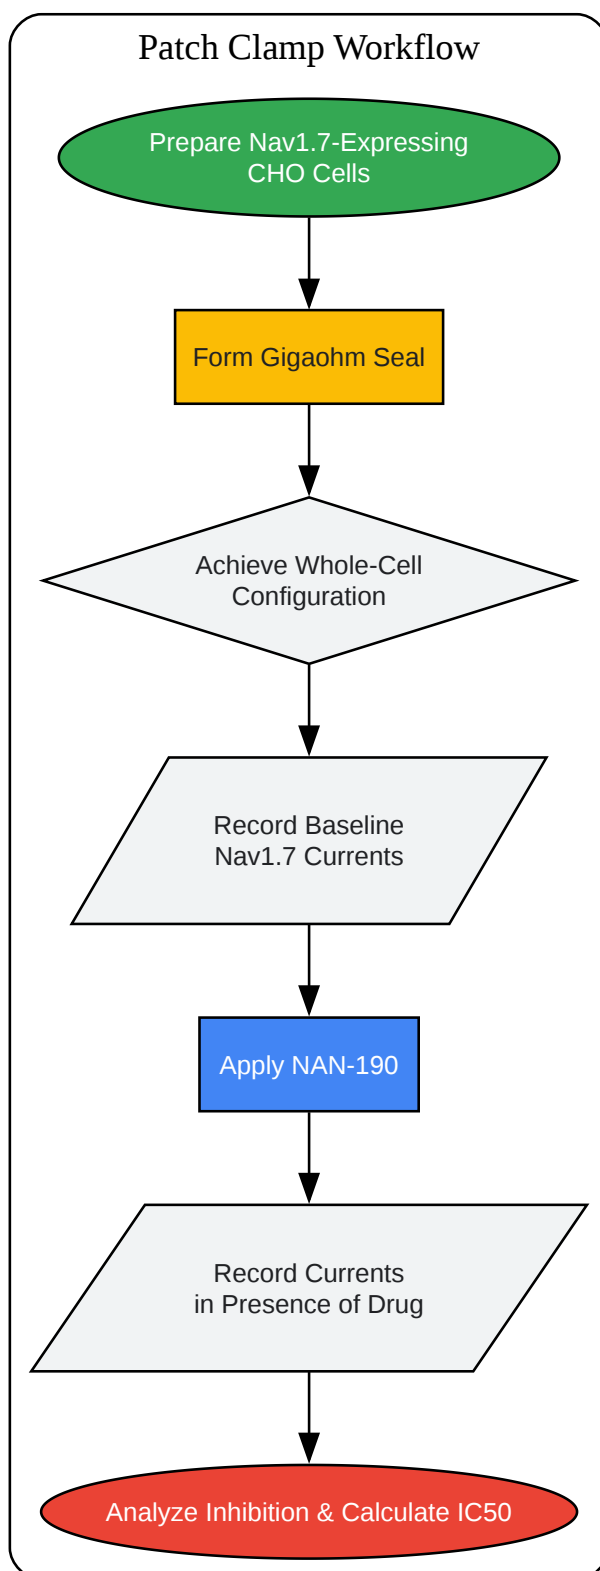 Patch Clamp Workflow
Prepare Nav1.7-Expressing
CHO Cells
Form Gigaohm Seal
Achieve Whole-Cell
Configuration
Record Baseline
Nav1.7 Currents
Apply NAN-190
Record Currents
in Presence of Drug
Analyze Inhibition & Calculate IC50